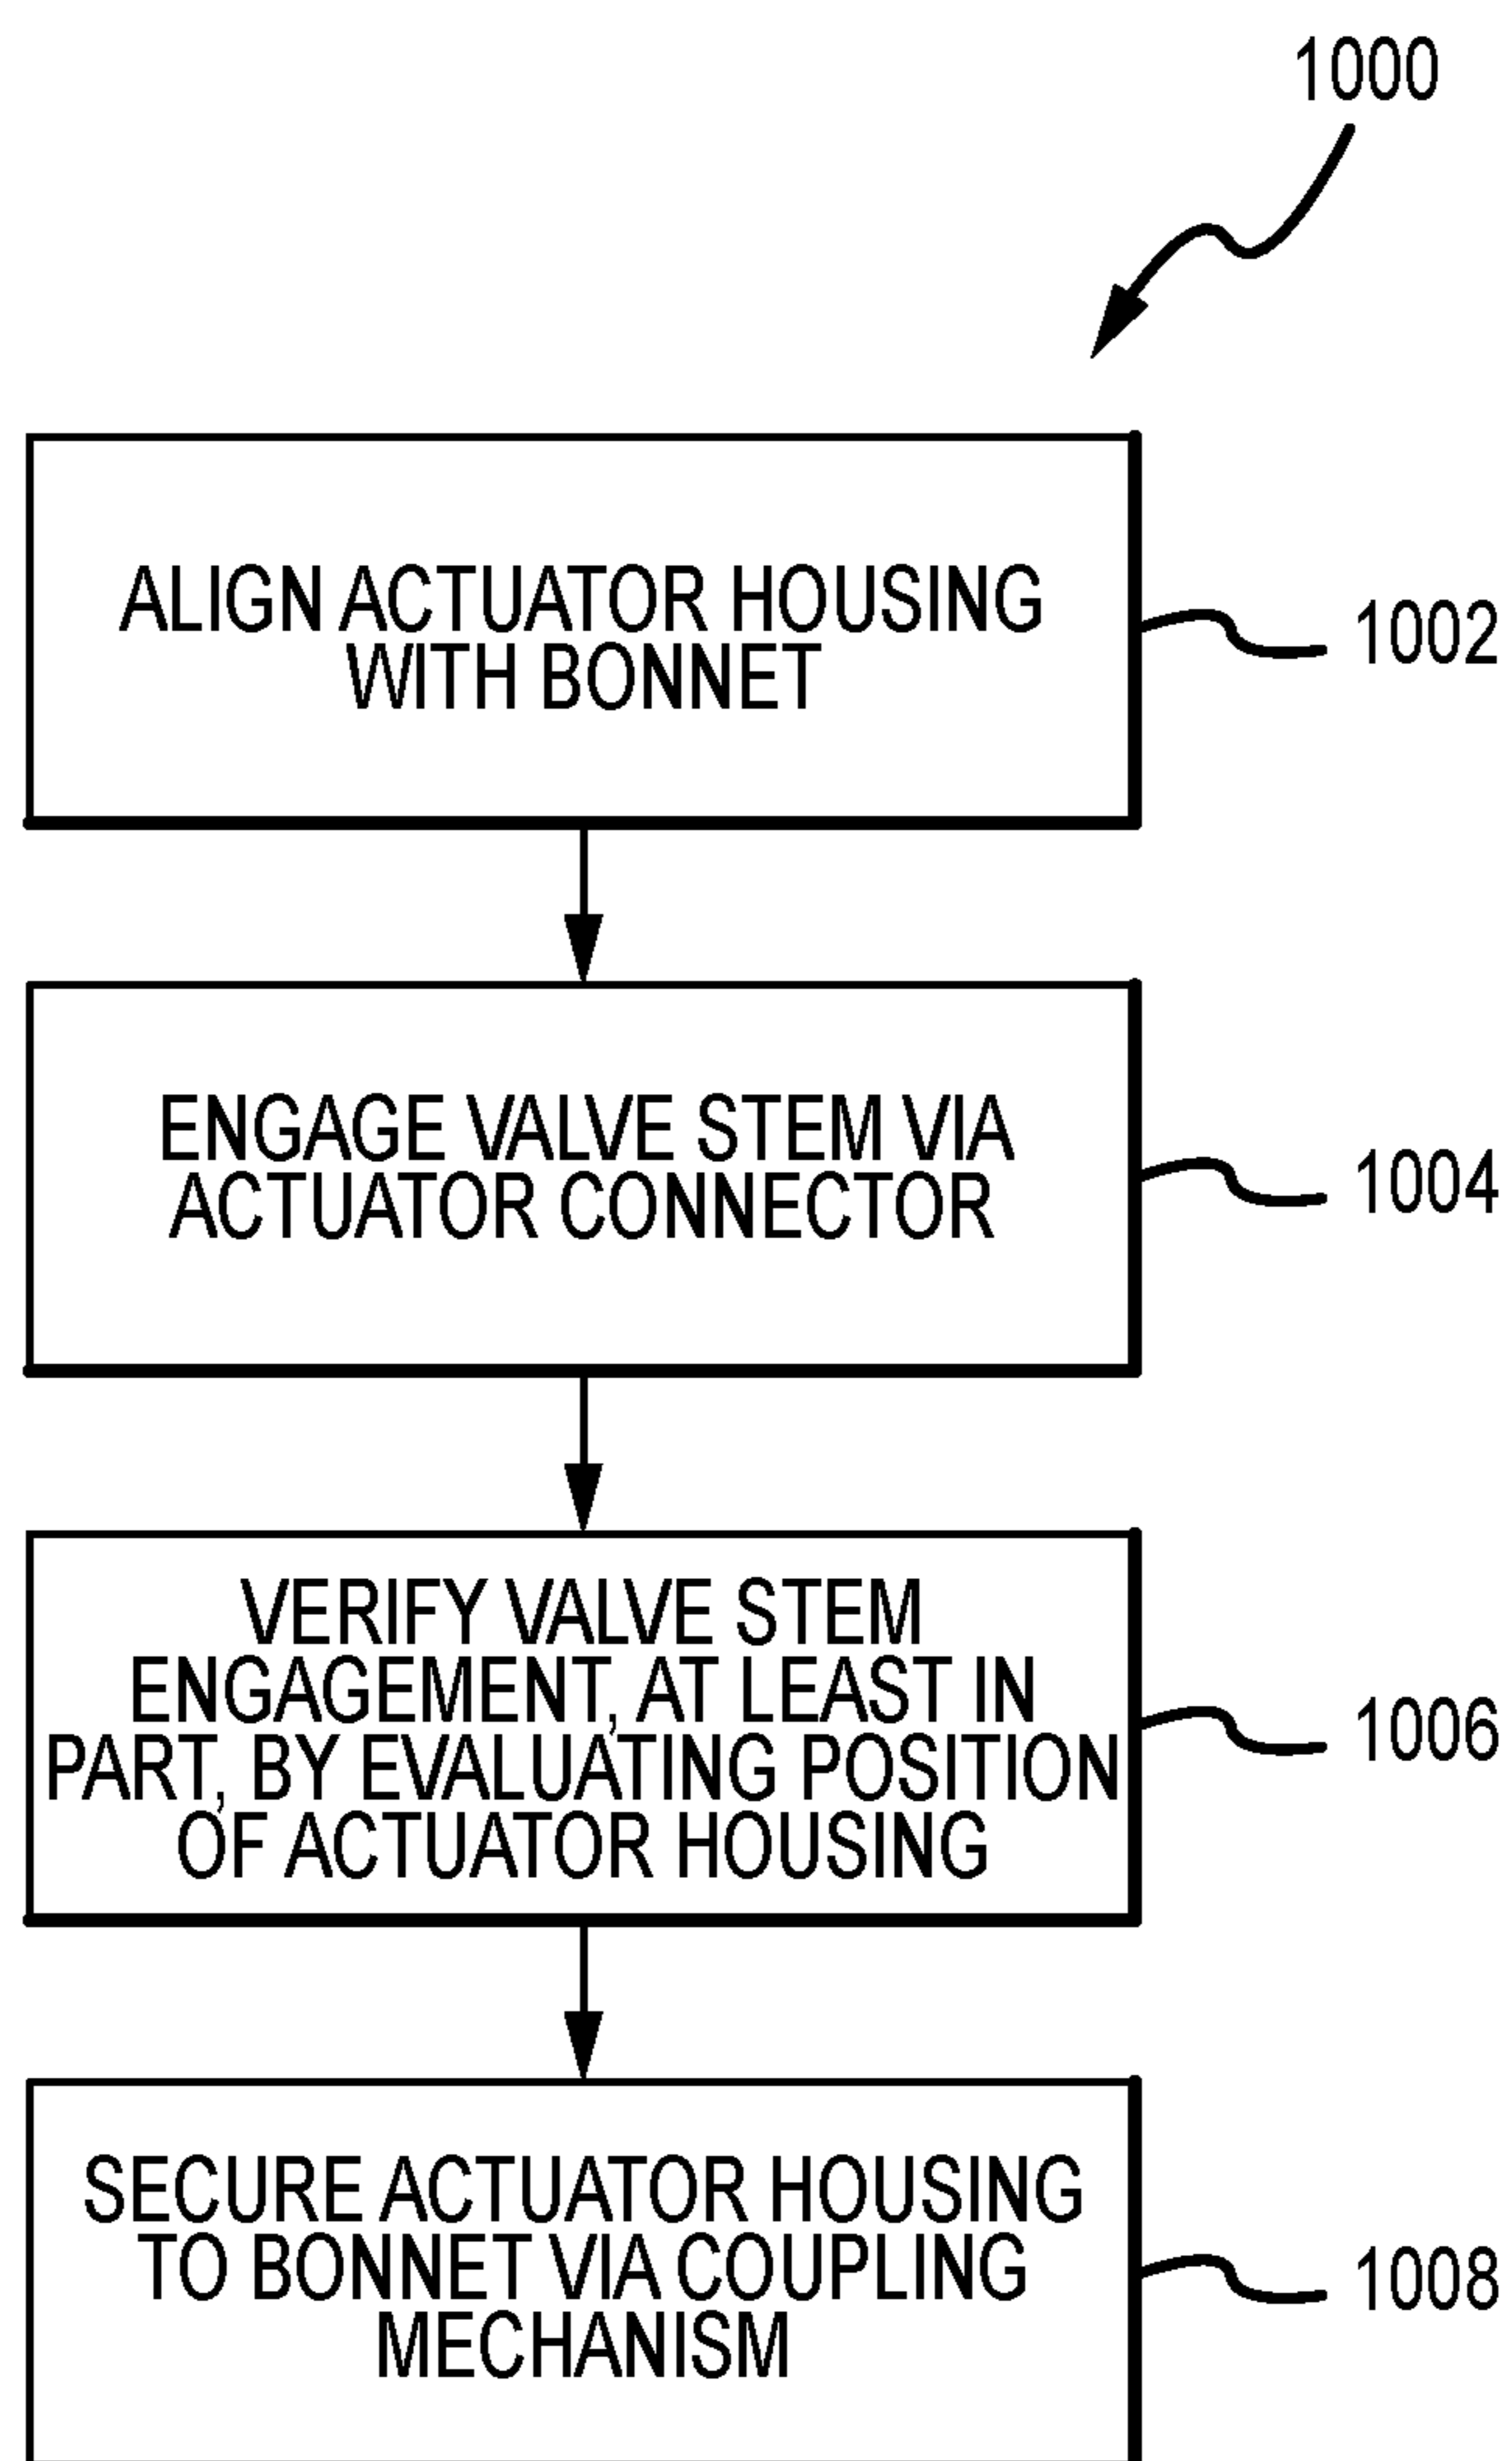 1000
ALIGN ACTUATOR HOUSING
WITH BONNET
1002
ENGAGE VALVE STEM VIA
ACTUATOR CONNECTOR
1004
VERIFY VALVE STEM
ENGAGEMENT, AT LEAST IN
PART, BY EVALUATING POSITION
OF ACTUATOR HOUSING
1006
SECURE ACTUATOR HOUSING
TO BONNET VIA COUPLING
MECHANISM
1008